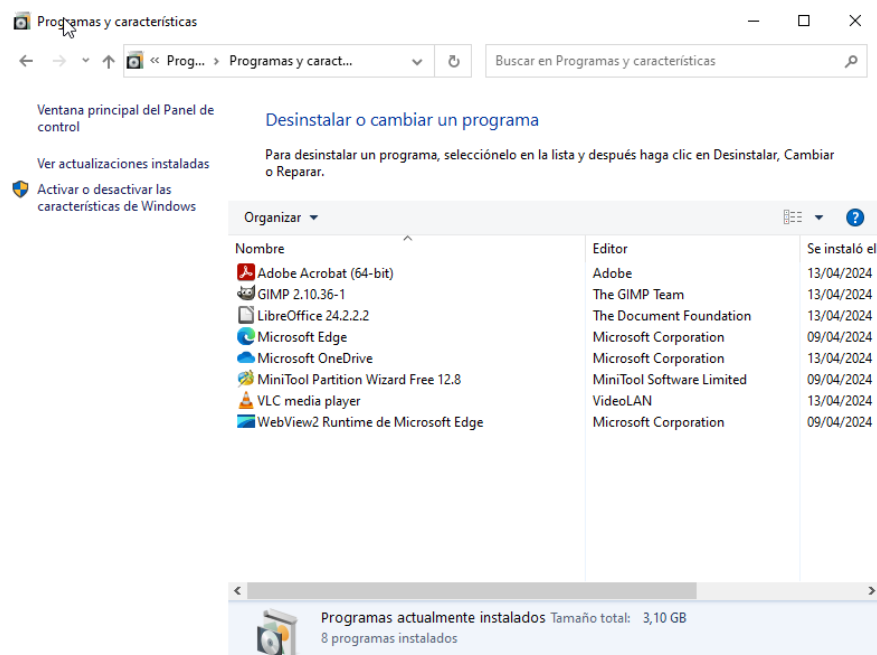 Programas y características
« Prog... › Programas y caract...
Buscar en Programas y características
Ventana principal del Panel de
control
Ver actualizaciones instaladas
Activar o desactivar las
características de Windows
Desinstalar o cambiar un programa
Para desinstalar un programa, selecciónelo en la lista y después haga clic en Desinstalar, Cambiar
o Reparar.
Organizar
Nombre Editor Se instaló el
Adobe Acrobat (64-bit) Adobe 13/04/2024
GIMP 2.10.36-1 The GIMP Team 13/04/2024
LibreOffice 24.2.2.2 The Document Foundation 13/04/2024
Microsoft Edge Microsoft Corporation 09/04/2024
Microsoft OneDrive Microsoft Corporation 13/04/2024
MiniTool Partition Wizard Free 12.8 MiniTool Software Limited 09/04/2024
VLC media player VideoLAN 13/04/2024
WebView2 Runtime de Microsoft Edge Microsoft Corporation 09/04/2024
Programas actualmente instalados Tamaño total: 3,10 GB
8 programas instalados